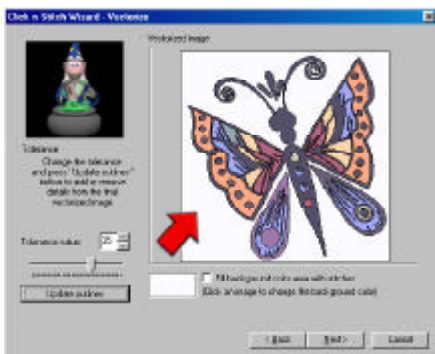 Click n Stitch Wizard - Vectorize
Vectorized image
Tolerance
Change the tolerance
and press "Update outlines"
button to add or remove
details from the final
vectorized image.
Tolerance value:
25
Update outlines
Fill background color area with stitches
(Click on image to change the background color)
< Back
Next >
Cancel